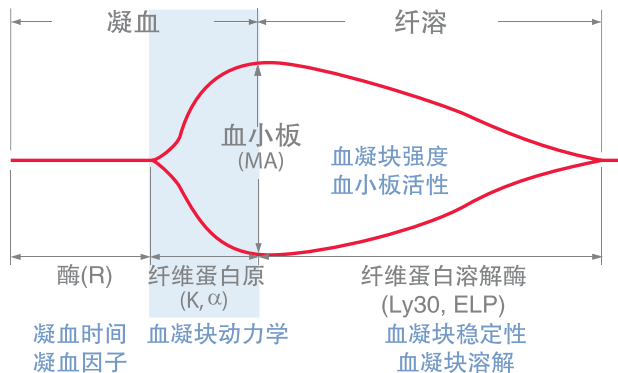 凝血
纤溶
血小板
(MA)
血凝块强度
血小板活性
酶(R)
纤维蛋白原
(K, α)
纤维蛋白溶解酶
(Ly30, ELP)
凝血时间
凝血因子
血凝块动力学
血凝块稳定性
血凝块溶解